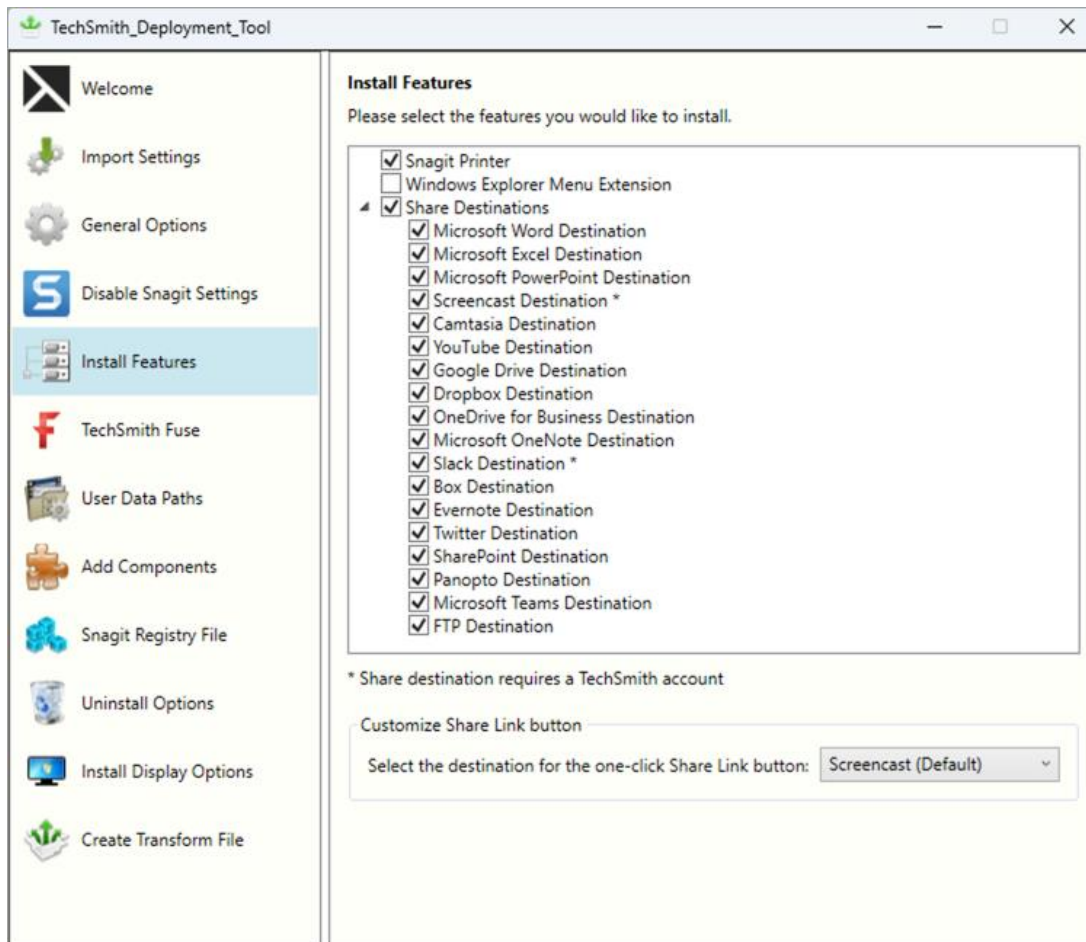 TechSmith_Deployment_Tool
Welcome
Import Settings
General Options
Disable Snagit Settings
Install Features
TechSmith Fuse
User Data Paths
Add Components
Snagit Registry File
Uninstall Options
Install Display Options
Create Transform File
Install Features
Please select the features you would like to install.
Snagit Printer
Windows Explorer Menu Extension
Share Destinations
Microsoft Word Destination
Microsoft Excel Destination
Microsoft PowerPoint Destination
Screencast Destination *
Camtasia Destination
YouTube Destination
Google Drive Destination
Dropbox Destination
OneDrive for Business Destination
Microsoft OneNote Destination
Slack Destination *
Box Destination
Evernote Destination
Twitter Destination
SharePoint Destination
Panopto Destination
Microsoft Teams Destination
FTP Destination
* Share destination requires a TechSmith account
Customize Share Link button
Select the destination for the one-click Share Link button: Screencast (Default)